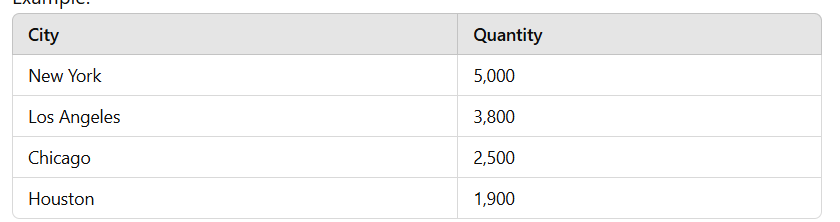 Example:
City Quantity
New York 5,000
Los Angeles 3,800
Chicago 2,500
Houston 1,900